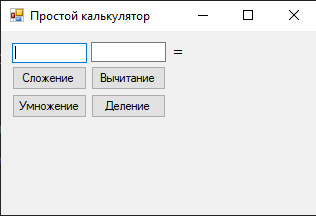 Простой калькулятор
=
Сложение Вычитание
Умножение Деление